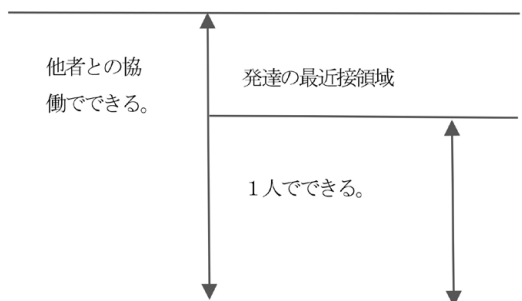 他者との協
働でできる。
発達の最近接領域
１人でできる。